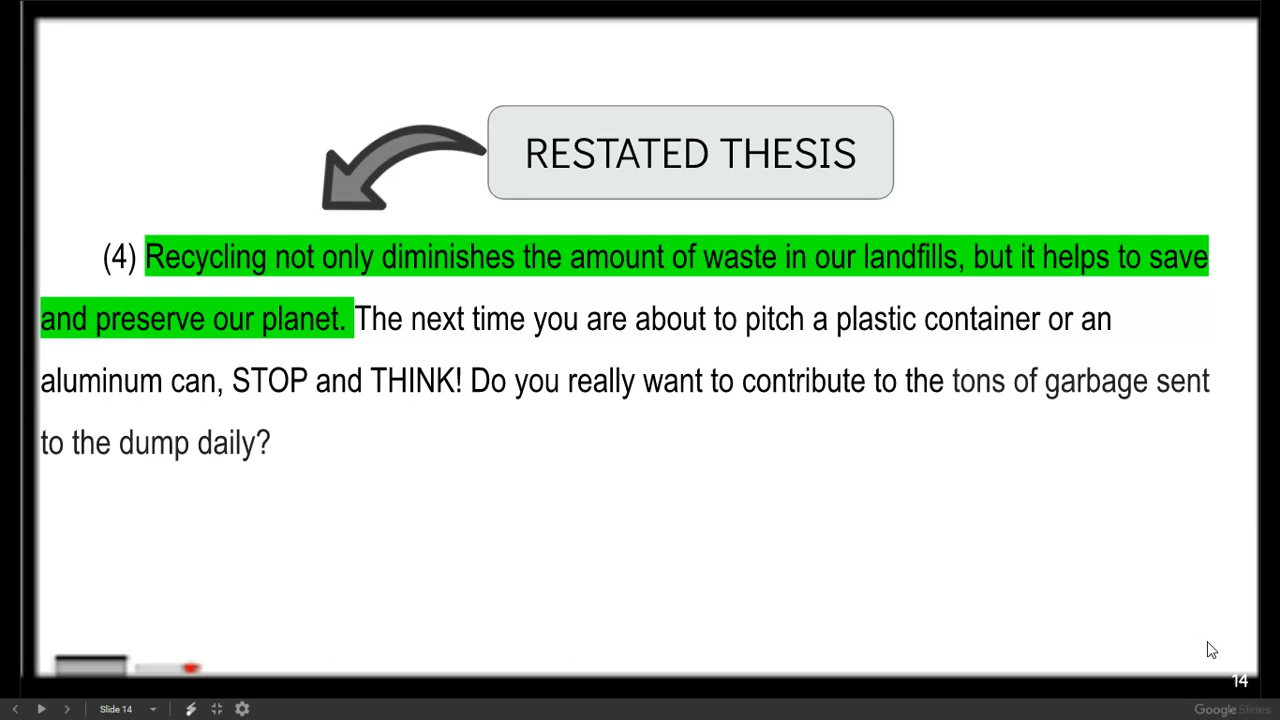 RESTATED THESIS
(4) Recycling not only diminishes the amount of waste in our landfills, but it helps to save
and preserve our planet. The next time you are about to pitch a plastic container or an
aluminum can, STOP and THINK! Do you really want to contribute to the tons of garbage sent
to the dump daily?
14
Slide 14
Google Slides